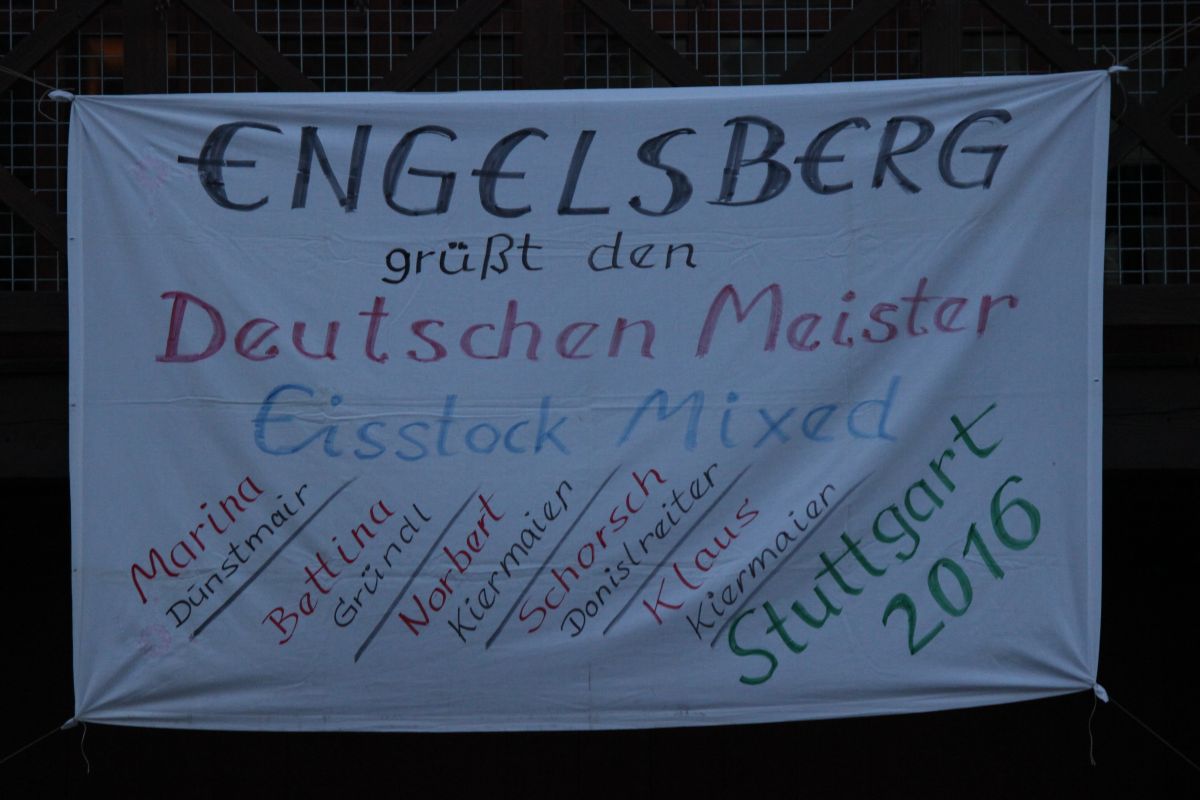 ENGELSBERG
grüßt den
Deutschen Meister
Eisstock Mixed
Marina
Dünstmair
Bettina
Gründl
Norbert
Kiermaier
Schorsch
Donislreiter
Klaus
Kiermaier
Stuttgart
2016